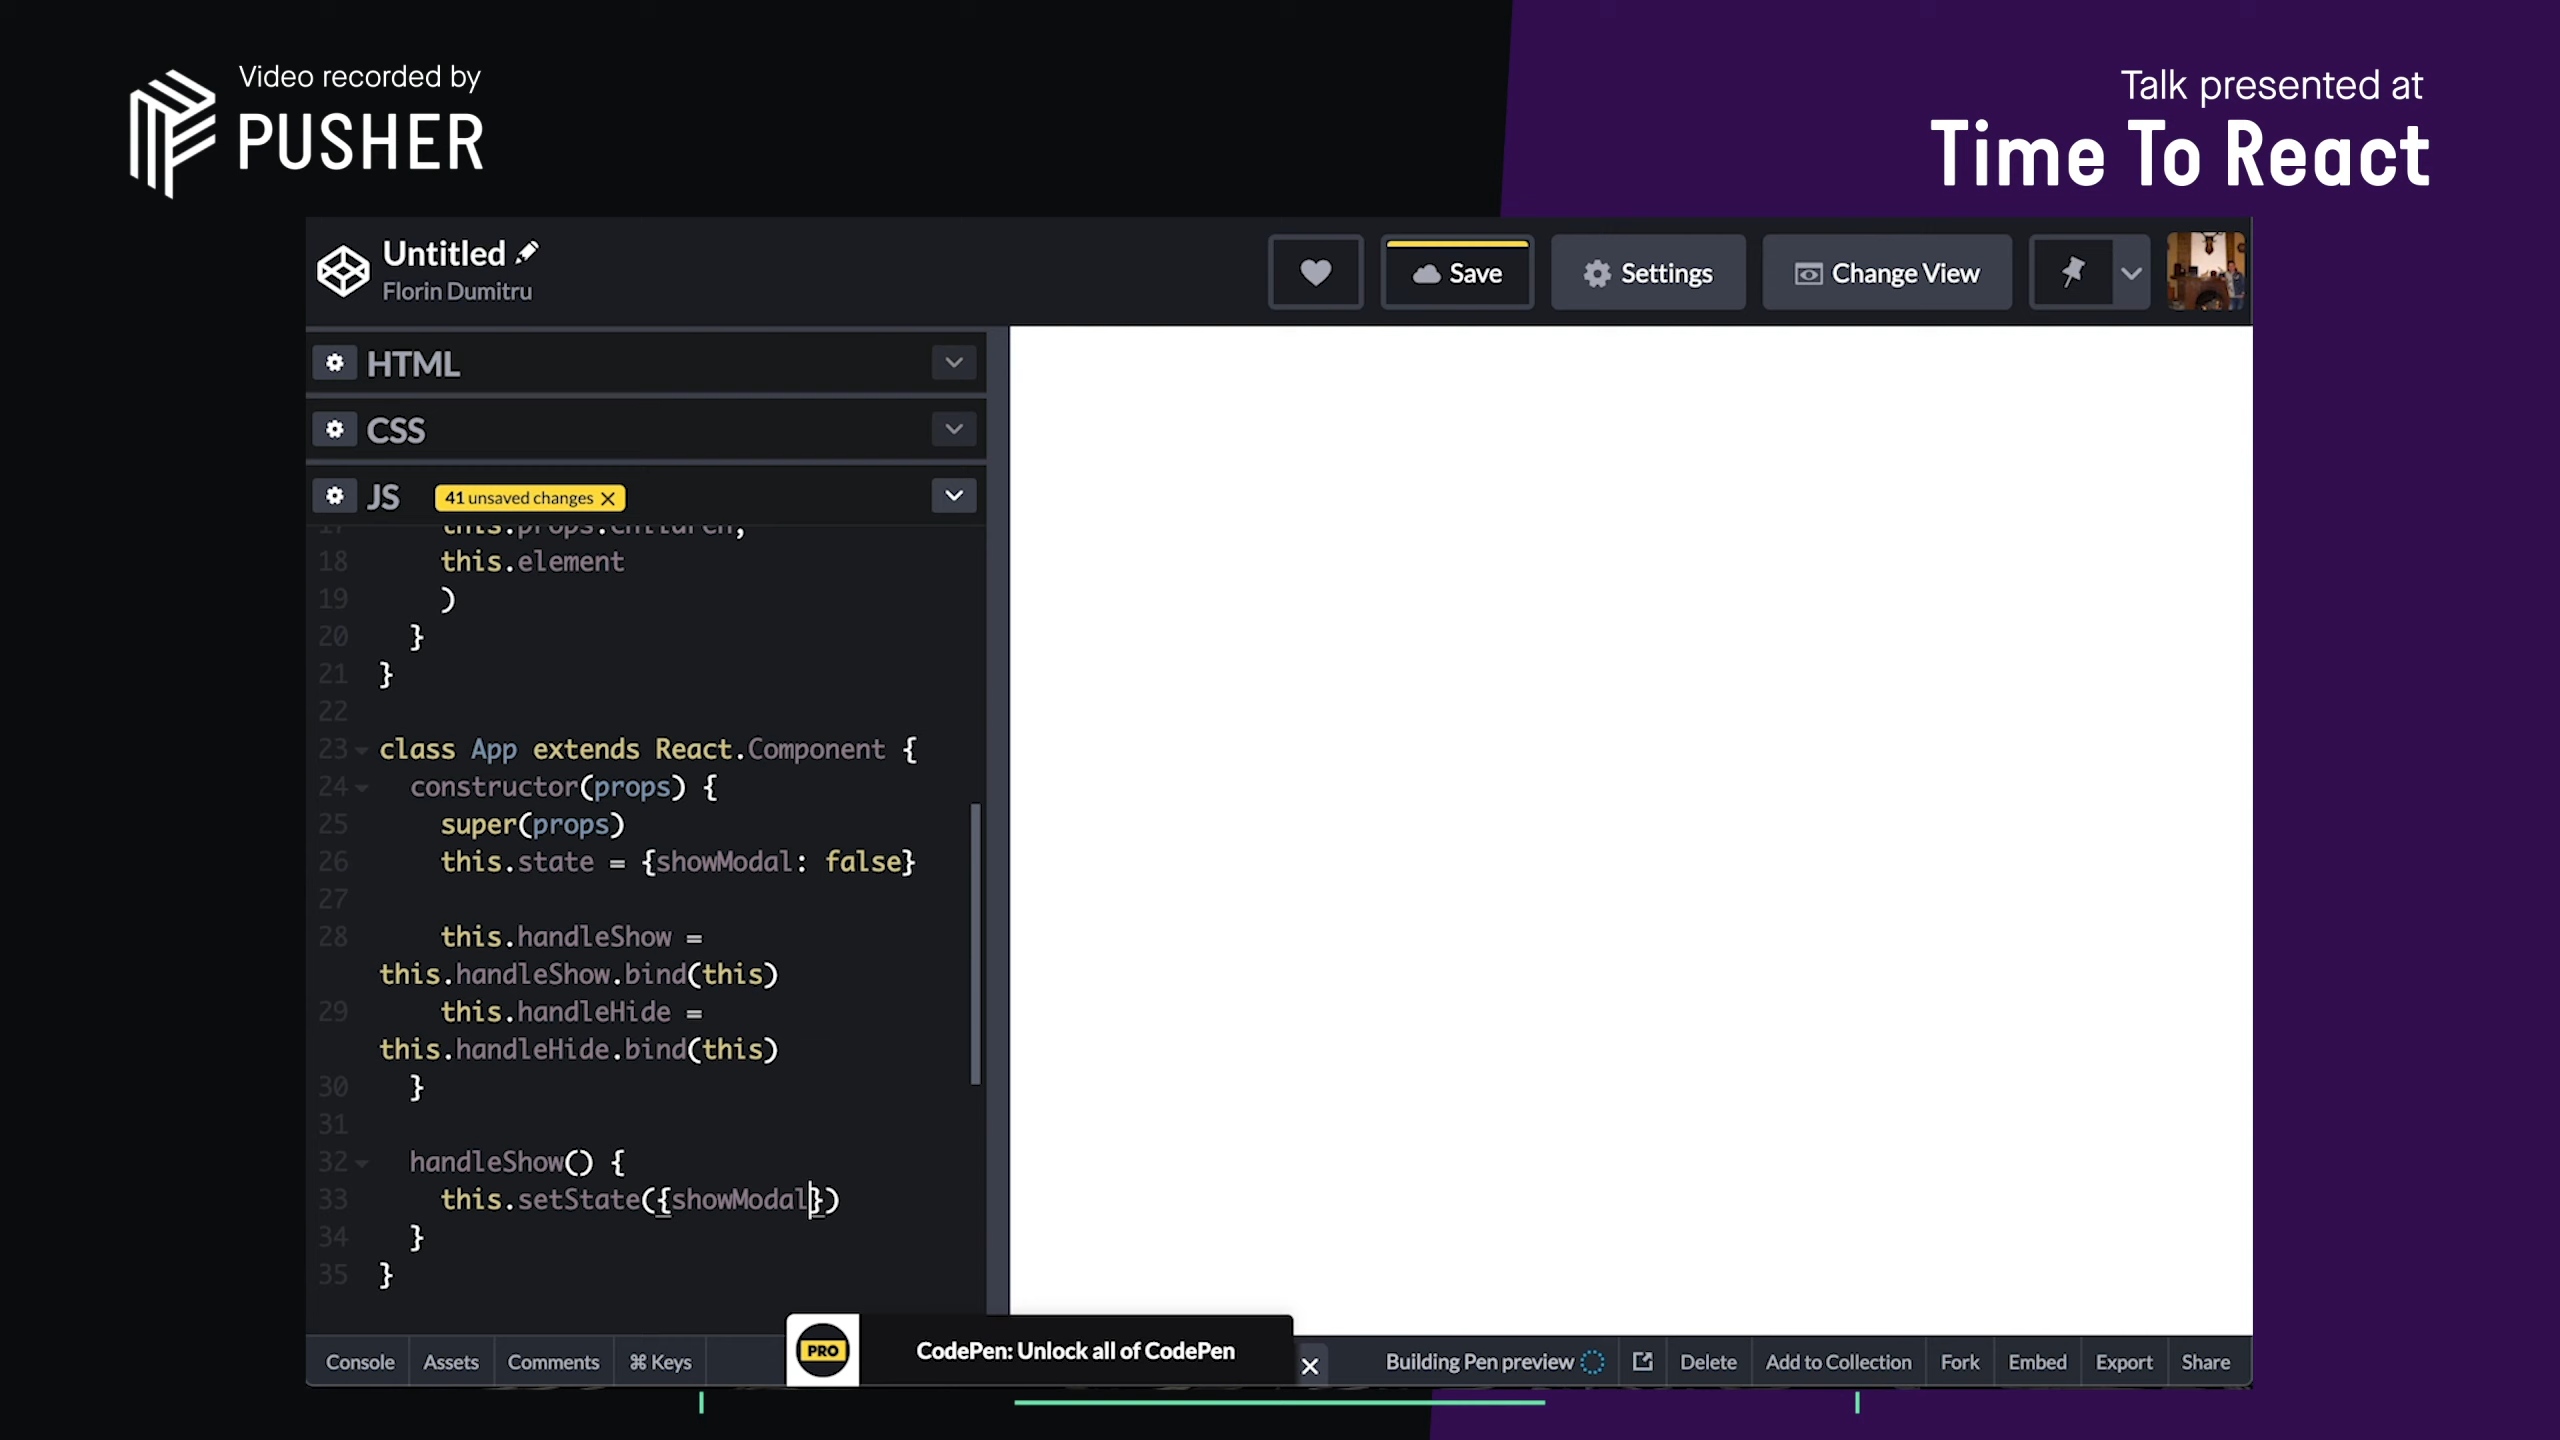 Video recorded by
PUSHER
Talk presented at
Time To React
Untitled
Florin Dumitru
Save
Settings
Change View
HTML
CSS
JS
41 unsaved changes
17 this.props.children,
18 this.element
19 )
20 }
21 }
22
23 class App extends React.Component {
24 constructor(props) {
25 super(props)
26 this.state = {showModal: false}
27
28 this.handleShow =
this.handleShow.bind(this)
29 this.handleHide =
this.handleHide.bind(this)
30 }
31
32 handleShow() {
33 this.setState({showModal})
34 }
35 }
Console
Assets
Comments
⌘ Keys
PRO
CodePen: Unlock all of CodePen
Building Pen preview
Delete
Add to Collection
Fork
Embed
Export
Share